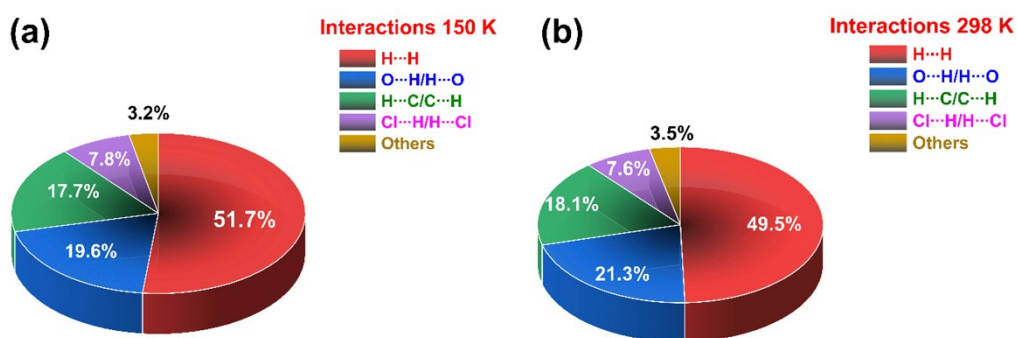 (a)
Interactions 150 K
H···H
O···H/H···O
H···C/C···H
Cl···H/H···Cl
Others
3.2%
7.8%
17.7%
51.7%
19.6%
(b)
Interactions 298 K
H···H
O···H/H···O
H···C/C···H
Cl···H/H···Cl
Others
3.5%
7.6%
18.1%
49.5%
21.3%